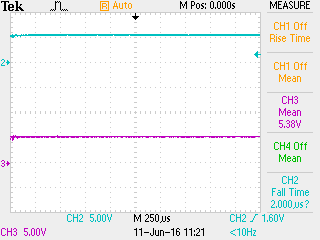 Tek R Auto M Pos: 0.000s MEASURE
CH1 Off
Rise Time
CH1 Off
Mean
2
CH3
Mean
5.38V
CH4 Off
Mean
3
CH2
Fall Time
2.000µs?
CH2 5.00V M 250µs CH2 1.60V
CH3 5.00V 11-Jun-16 11:21 <10Hz